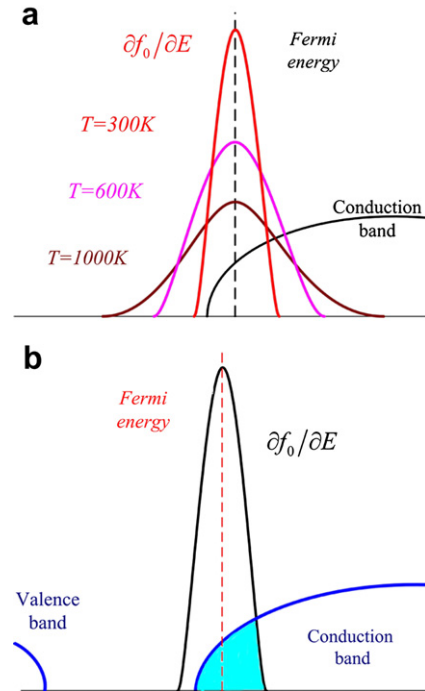 a
∂f₀/∂E
Fermi
energy
T=300K
T=600K
T=1000K
Conduction
band
b
Fermi
energy
∂f₀/∂E
Valence
band
Conduction
band